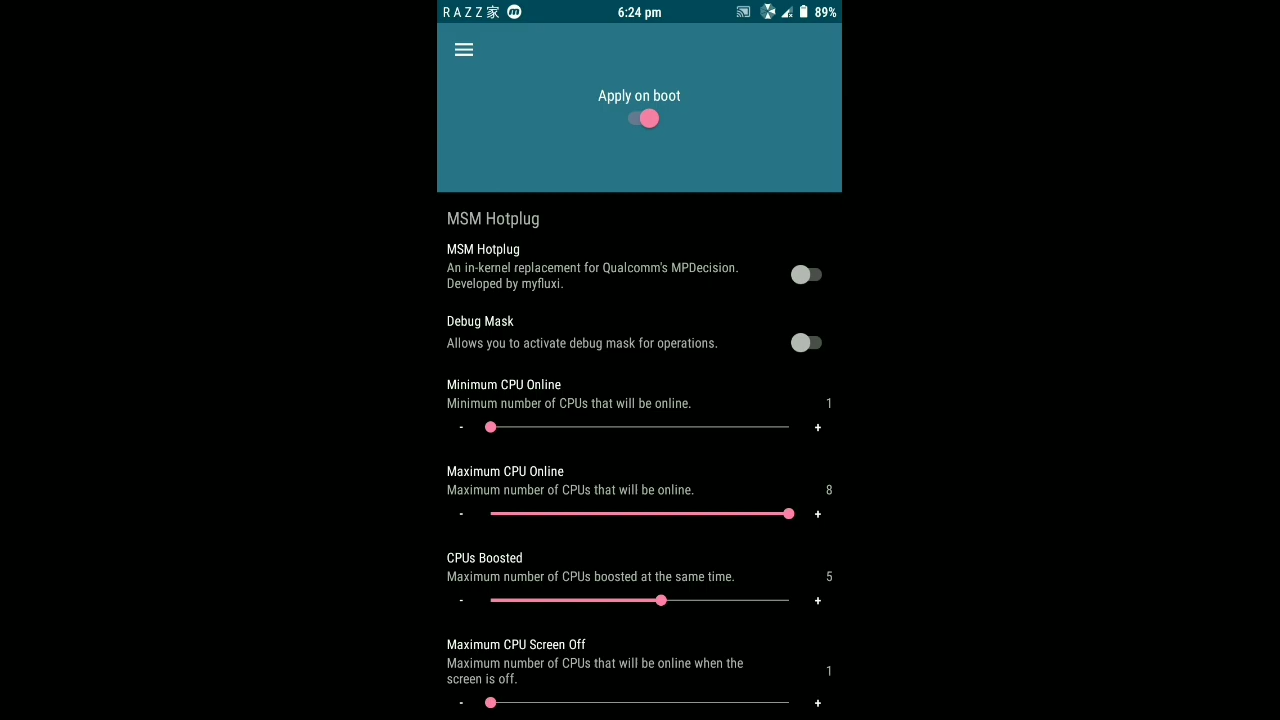 R A Z Z 家 m 6:24 pm 89%
Apply on boot
MSM Hotplug
MSM Hotplug
An in-kernel replacement for Qualcomm's MPDecision.
Developed by myfluxi.
Debug Mask
Allows you to activate debug mask for operations.
Minimum CPU Online
Minimum number of CPUs that will be online. 1
- +
Maximum CPU Online
Maximum number of CPUs that will be online. 8
- +
CPUs Boosted
Maximum number of CPUs boosted at the same time. 5
- +
Maximum CPU Screen Off
Maximum number of CPUs that will be online when the
screen is off. 1
- +